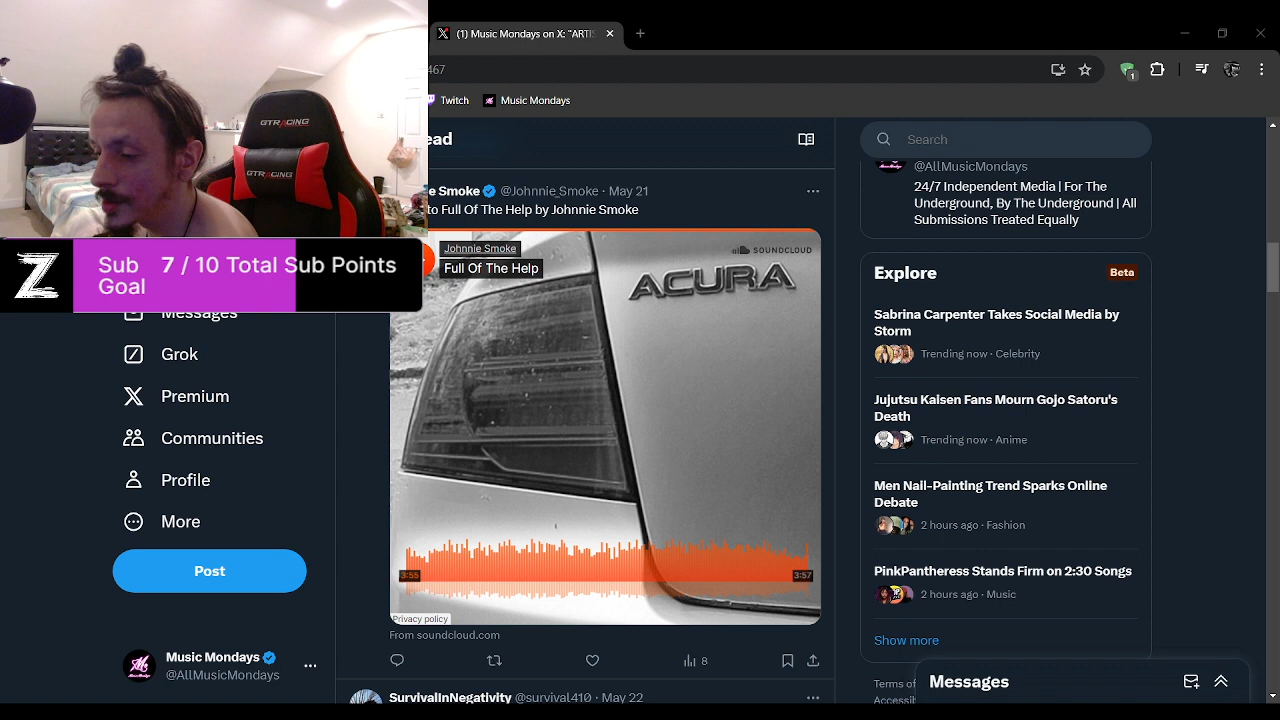 (1) Music Mondays on X: "ARTIS
467
Twitch
Music Mondays
ead
Search
GTRACING
GTRACING
e Smoke @Johnnie_Smoke · May 21
to Full Of The Help by Johnnie Smoke
@AllMusicMondays
24/7 Independent Media | For The
Underground, By The Underground | All
Submissions Treated Equally
Sub Goal
7 / 10 Total Sub Points
Johnnie Smoke
Full Of The Help
SOUNDCLOUD
ACURA
Explore
Beta
Messages
Grok
Premium
Communities
Profile
More
Post
Music Mondays
@AllMusicMondays
3:55
3:57
Privacy policy
From soundcloud.com
8
SurvivalInNegativity @survival410 · May 22
Sabrina Carpenter Takes Social Media by
Storm
Trending now · Celebrity
Jujutsu Kaisen Fans Mourn Gojo Satoru's
Death
Trending now · Anime
Men Nail-Painting Trend Sparks Online
Debate
2 hours ago · Fashion
PinkPantheress Stands Firm on 2:30 Songs
2 hours ago · Music
Show more
Terms of
Accessib
Messages